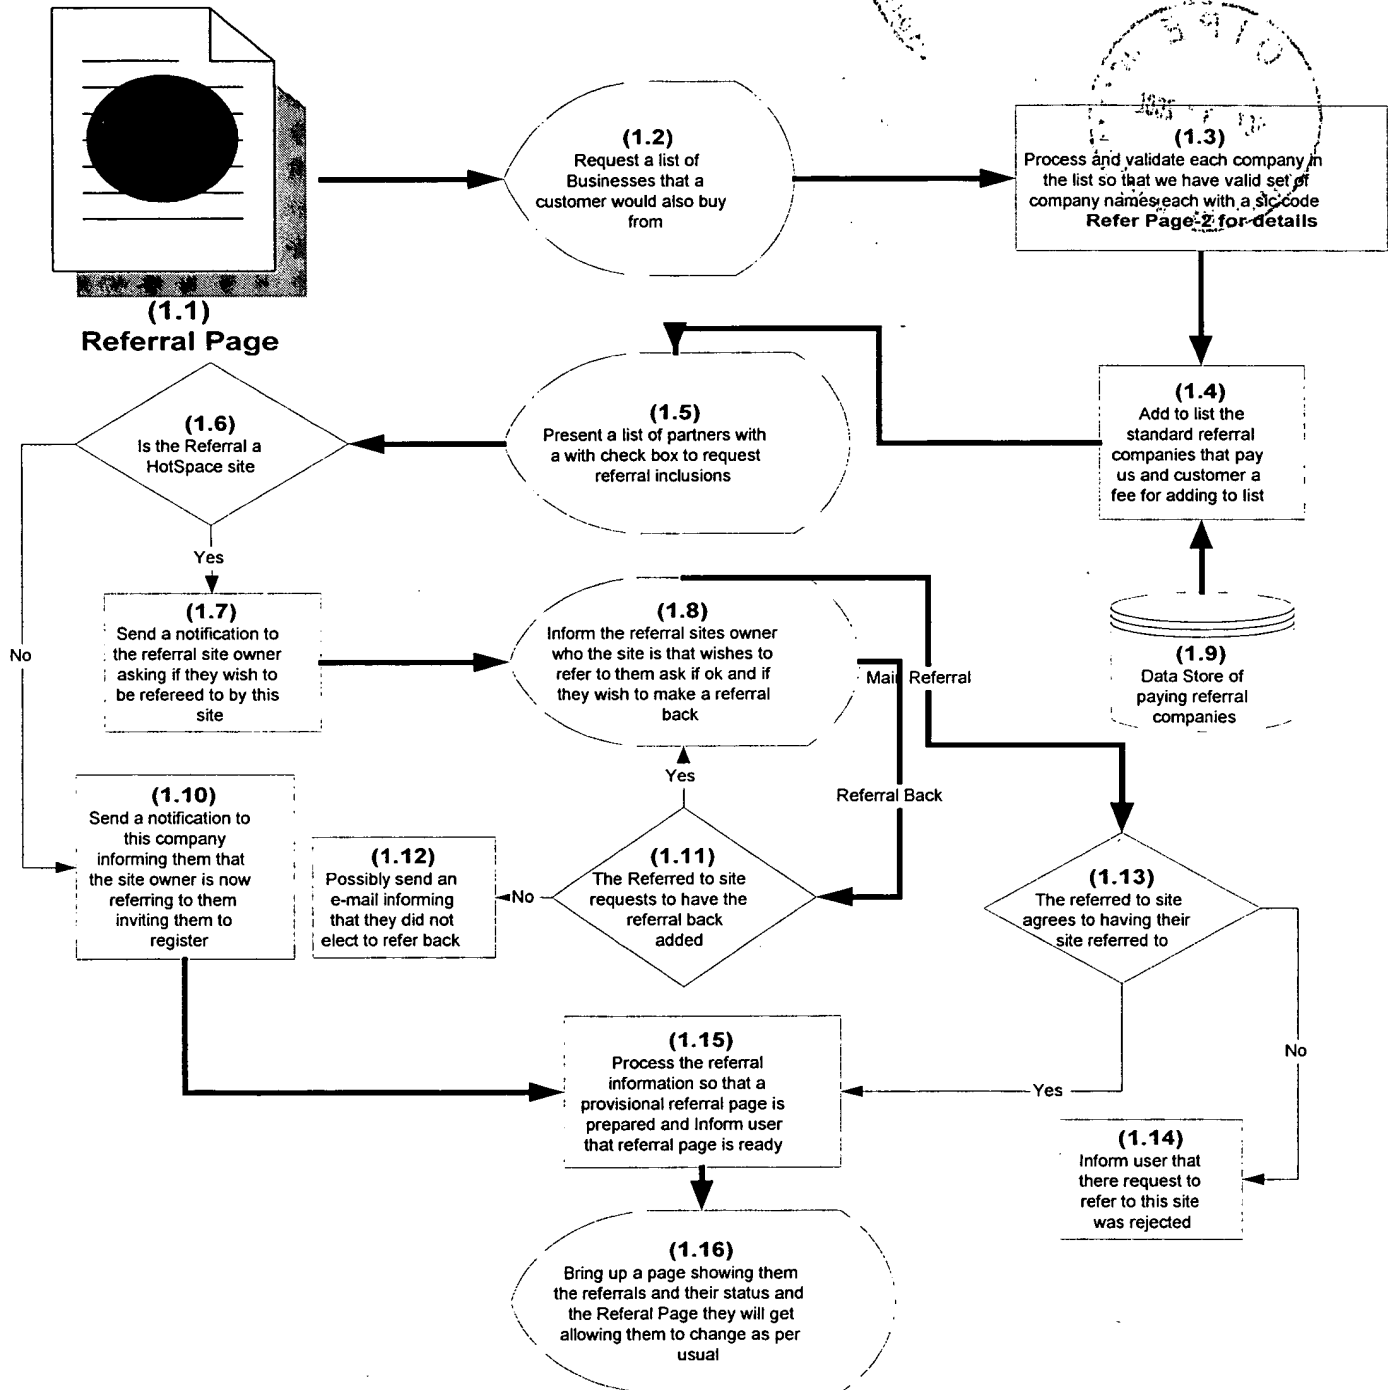 (1.1)
Referral Page
(1.2)
Request a list of
Businesses that a
customer would also buy
from
(1.3)
Process and validate each company in
the list so that we have valid set of
company names each with a sic code
Refer Page-2 for details
(1.4)
Add to list the
standard referral
companies that pay
us and customer a
fee for adding to list
(1.5)
Present a list of partners with
a with check box to request
referral inclusions
(1.6)
Is the Referral a
HotSpace site
Yes
No
(1.7)
Send a notification to
the referral site owner
asking if they wish to
be refereed to by this
site
(1.8)
Inform the referral sites owner
who the site is that wishes to
refer to them ask if ok and if
they wish to make a referral
back
Main Referral
Referral Back
(1.9)
Data Store of
paying referral
companies
(1.10)
Send a notification to
this company
informing them that
the site owner is now
referring to them
inviting them to
register
Yes
(1.11)
The Referred to site
requests to have the
referral back
added
No
(1.12)
Possibly send an
e-mail informing
that they did not
elect to refer back
(1.13)
The referred to site
agrees to having their
site referred to
Yes
No
(1.14)
Inform user that
there request to
refer to this site
was rejected
(1.15)
Process the referral
information so that a
provisional referral page is
prepared and Inform user
that referral page is ready
(1.16)
Bring up a page showing them
the referrals and their status and
the Referal Page they will get
allowing them to change as per
usual
OIPE